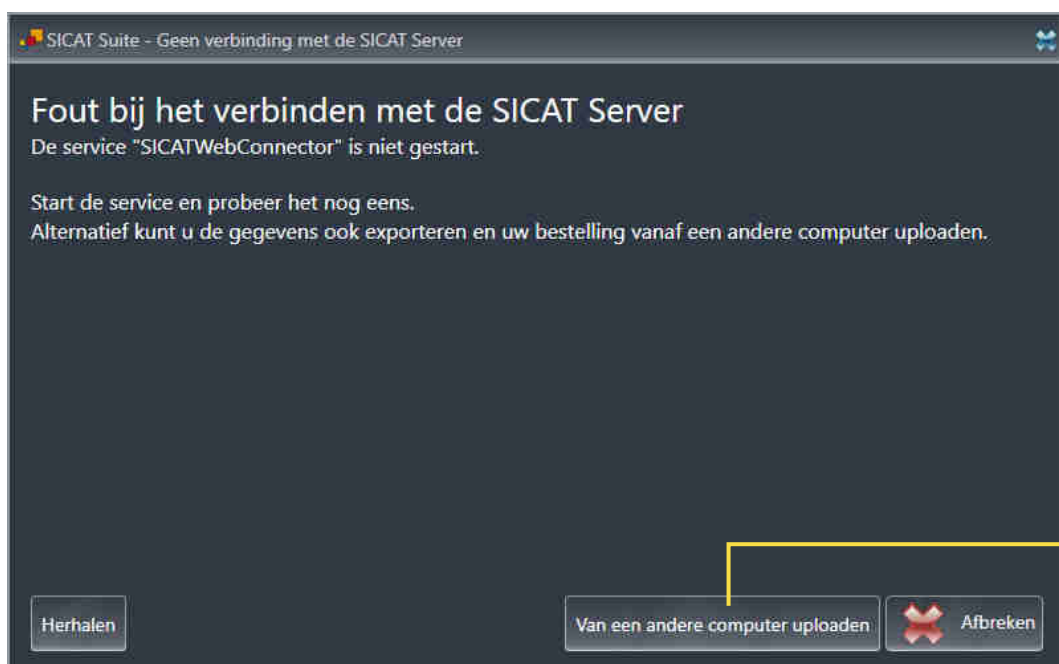 SICAT Suite - Geen verbinding met de SICAT Server
Fout bij het verbinden met de SICAT Server
De service "SICATWebConnector" is niet gestart.
Start de service en probeer het nog eens.
Alternatief kunt u de gegevens ook exporteren en uw bestelling vanaf een andere computer uploaden.
Herhalen
Van een andere computer uploaden
Afbreken